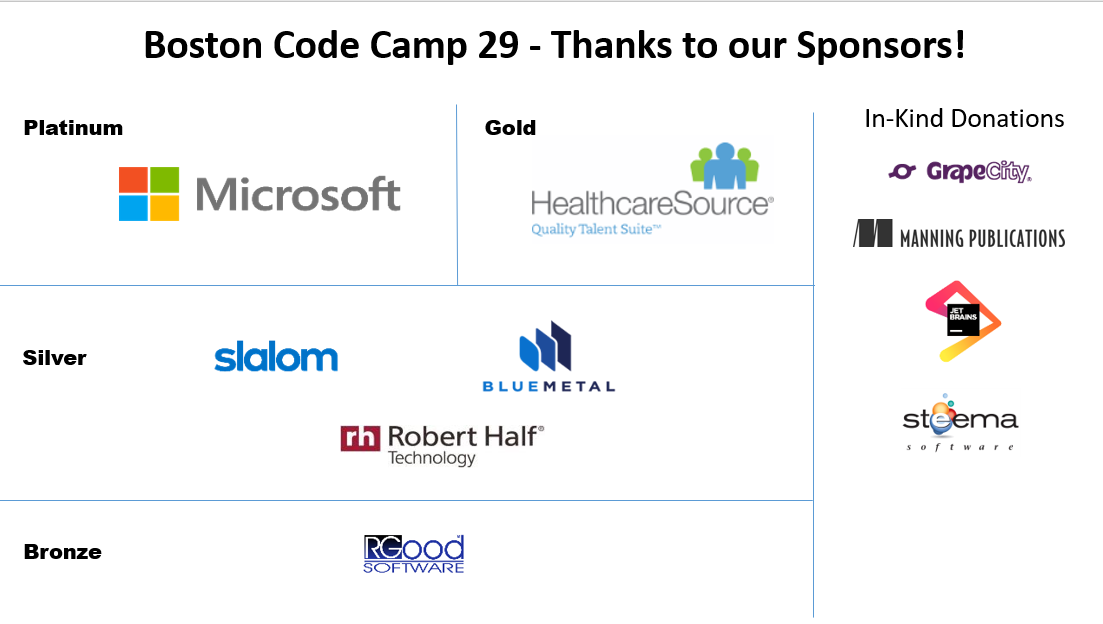 Boston Code Camp 29 - Thanks to our Sponsors!
Platinum
Microsoft
Gold
HealthcareSource®
Quality Talent Suite™
In-Kind Donations
GrapeCity®
MANNING PUBLICATIONS
JET
BRAINS
steema
software
Silver
slalom
BLUEMETAL
rh Robert Half®
Technology
Bronze
RGood
SOFTWARE